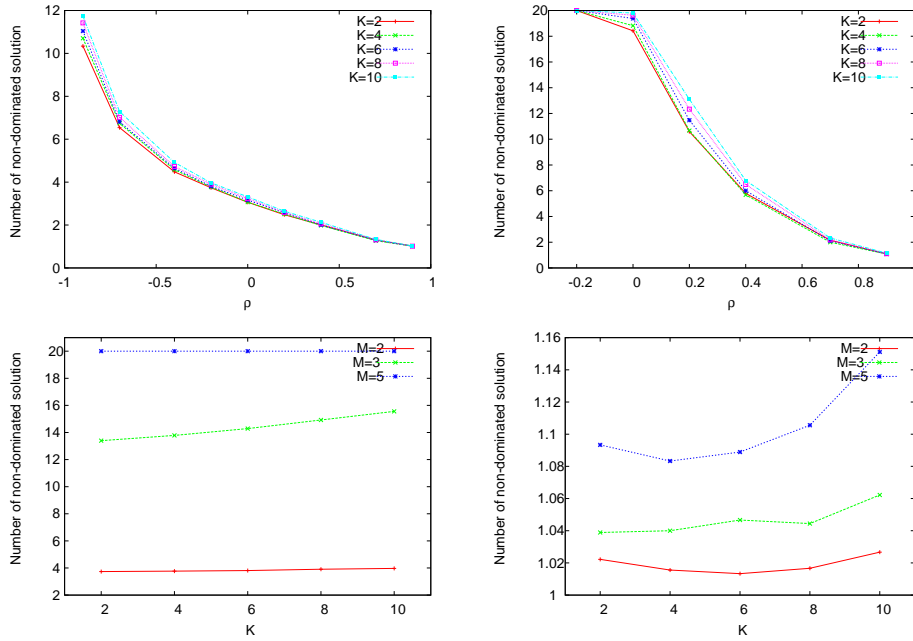 Number of non-dominated solution
12
10
8
6
4
2
0
-1
-0.5
0
0.5
1
ρ
K=2
K=4
K=6
K=8
K=10
Number of non-dominated solution
20
18
16
14
12
10
8
6
4
2
0
-0.2
0
0.2
0.4
0.6
0.8
ρ
K=2
K=4
K=6
K=8
K=10
Number of non-dominated solution
20
18
16
14
12
10
8
6
4
2
2
4
6
8
10
K
M=2
M=3
M=5
Number of non-dominated solution
1.16
1.14
1.12
1.1
1.08
1.06
1.04
1.02
1
2
4
6
8
10
K
M=2
M=3
M=5